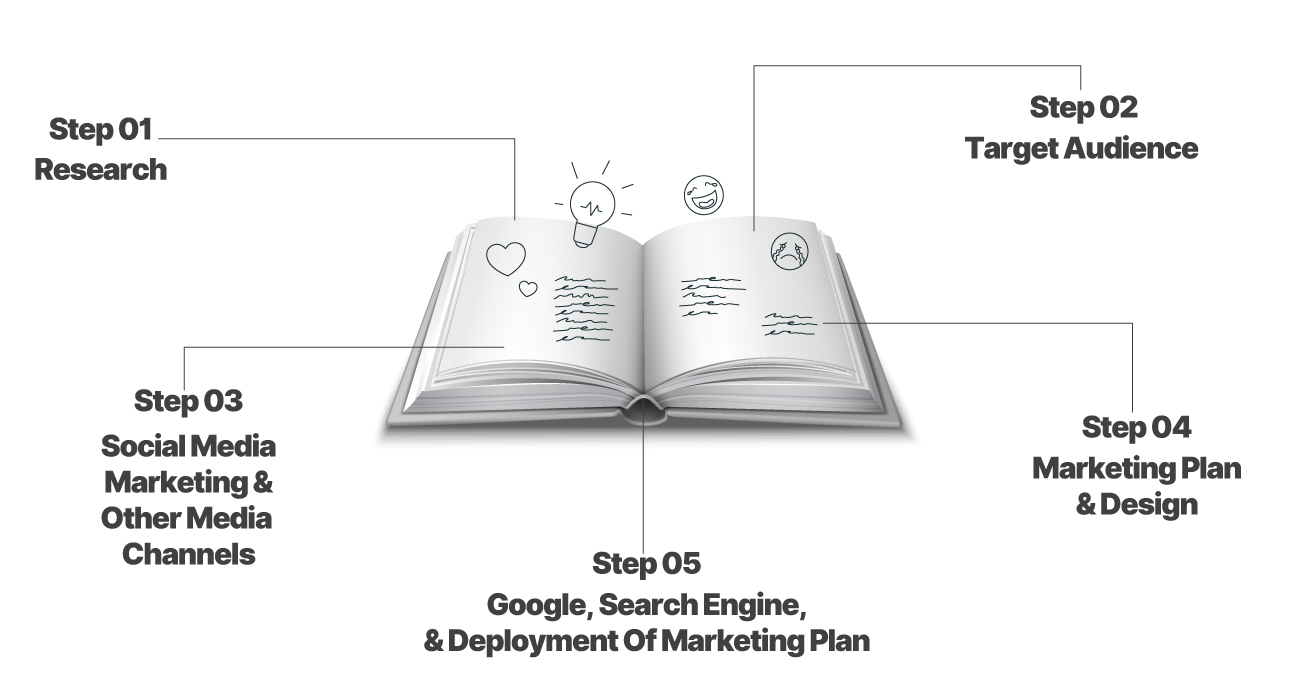 Step 01
Research
Step 02
Target Audience
Step 03
Social Media
Marketing &
Other Media
Channels
Step 04
Marketing Plan
& Design
Step 05
Google, Search Engine,
& Deployment Of Marketing Plan